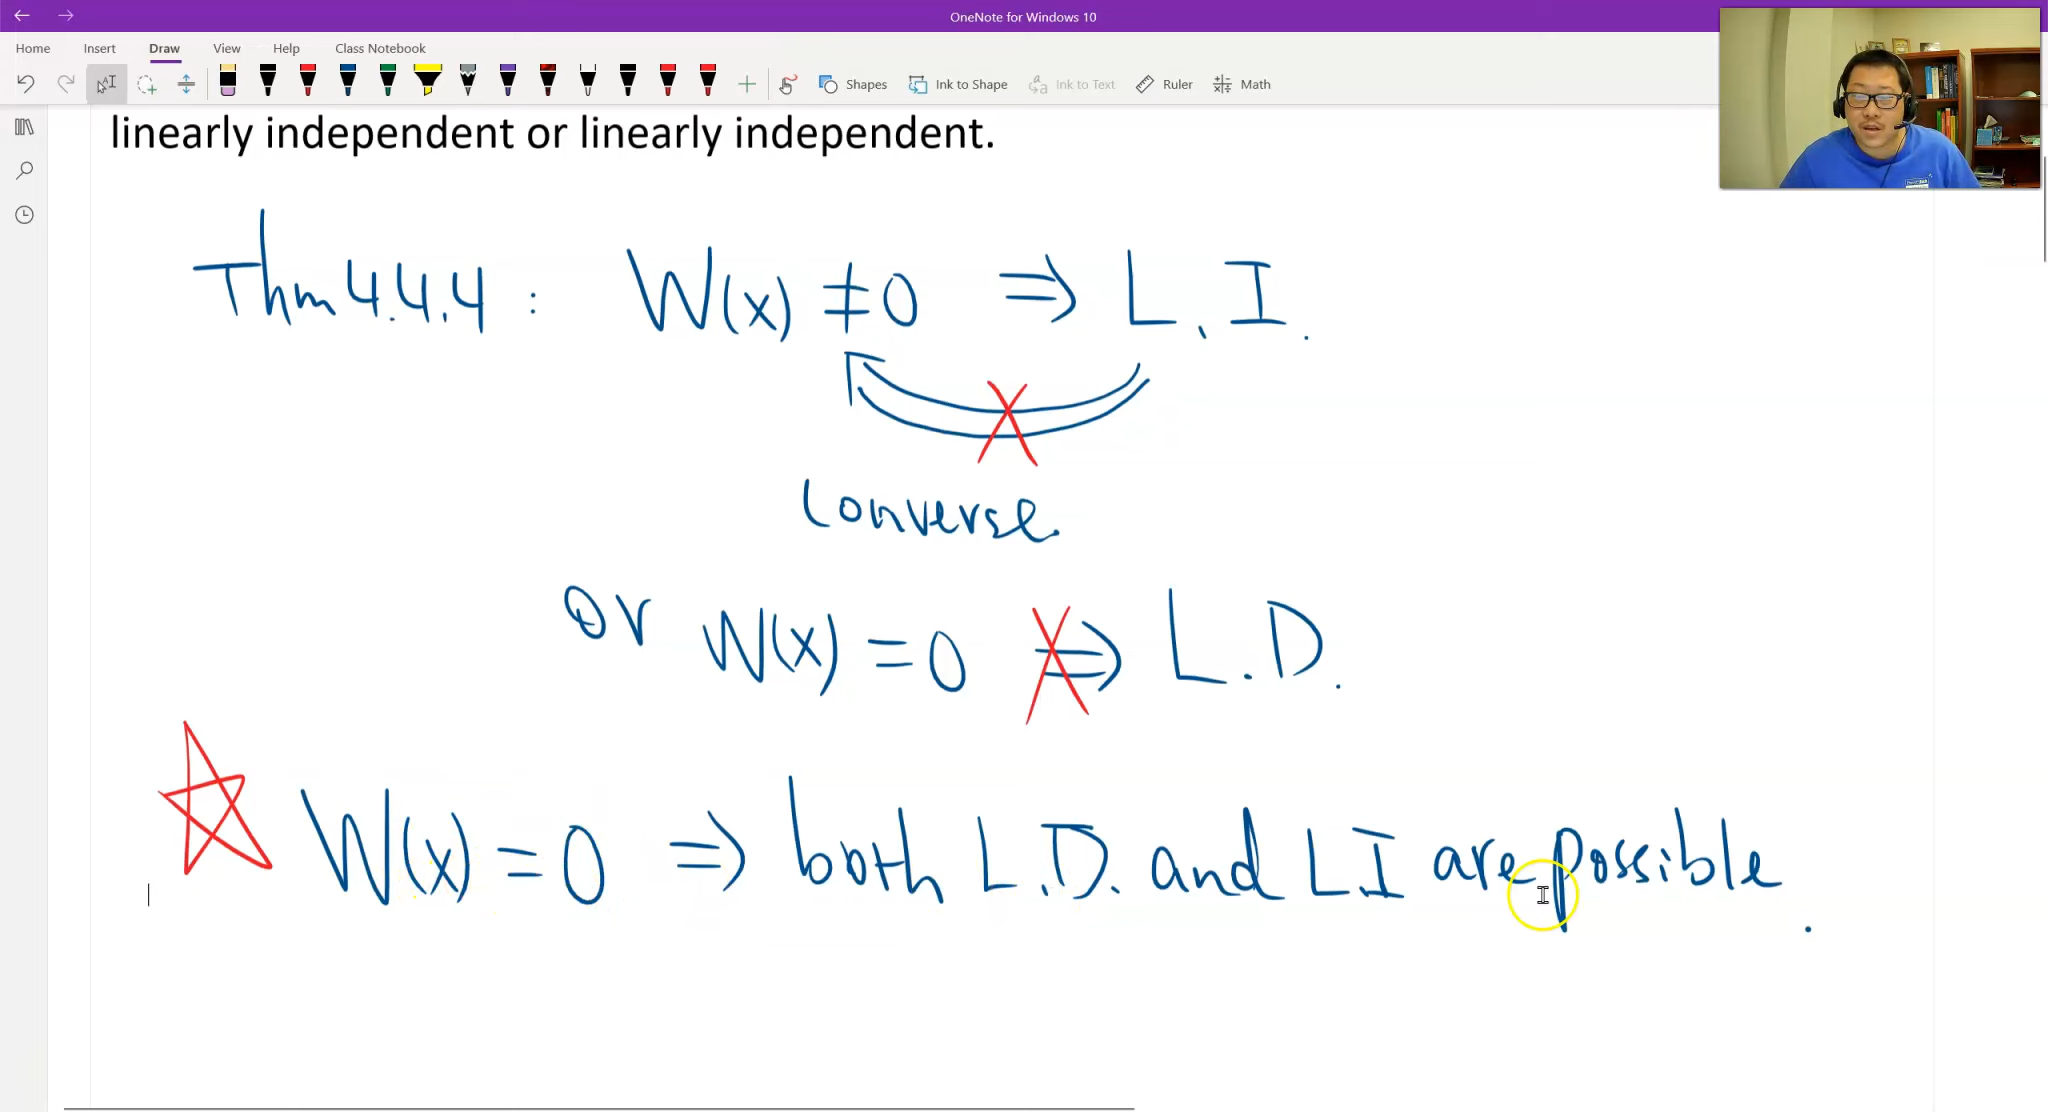 OneNote for Windows 10
Home Insert Draw View Help Class Notebook
Shapes Ink to Shape Ink to Text Ruler Math
linearly independent or linearly independent.
Thm 4.4.4 : W(x) ≠ 0 ⇒ L.I.
Converse.
or W(x) = 0 ⇒ L.D.
W(x) = 0 ⇒ both L.D. and L.I are possible.